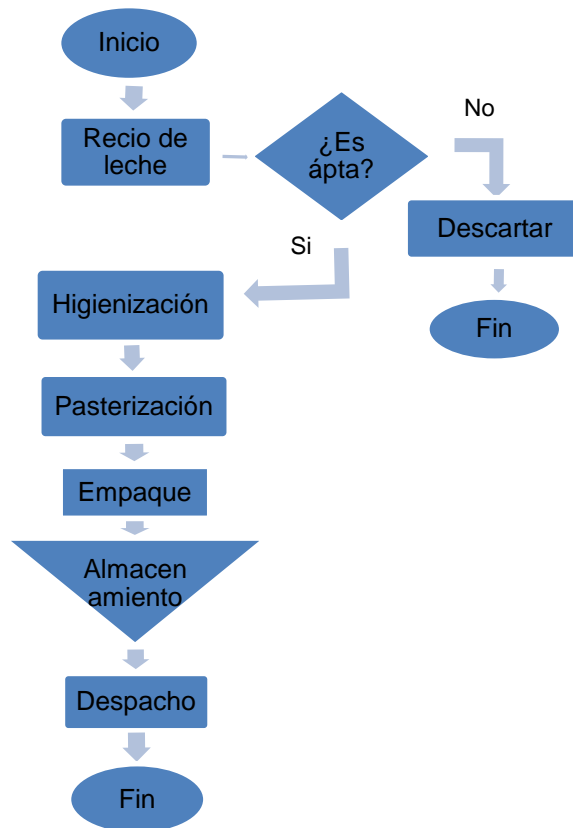 Inicio
Recio de
leche
¿Es
ápta?
No
Descartar
Fin
Si
Higienización
Pasterización
Empaque
Almacen
amiento
Despacho
Fin